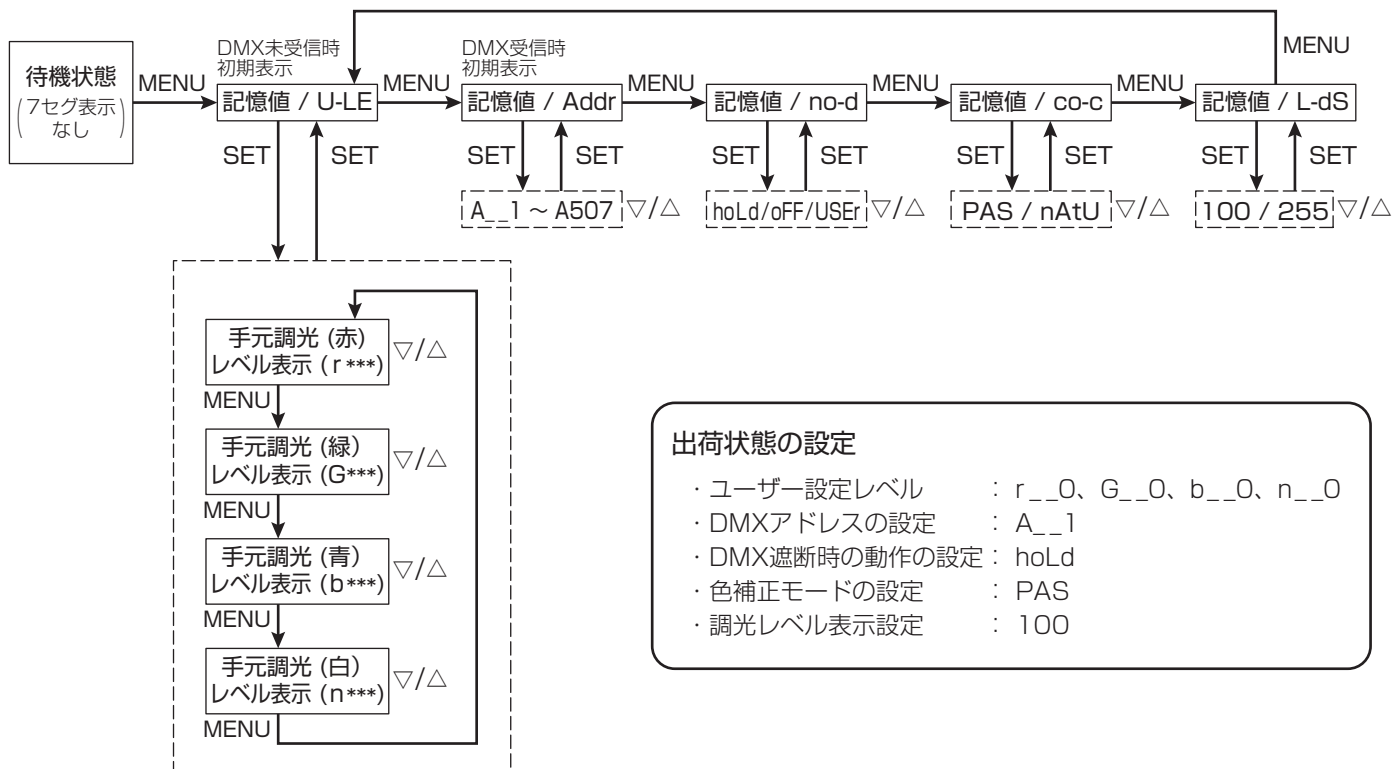 DMX未受信時
初期表示
DMX受信時
初期表示
MENU
待機状態
(7セグ表示
なし)
MENU
記憶値 / U-LE
MENU
記憶値 / Addr
MENU
記憶値 / no-d
MENU
記憶値 / co-c
MENU
記憶値 / L-dS
SET
SET
SET
SET
SET
SET
SET
SET
SET
SET
A__1 ~ A507
▽/△
hoLd/oFF/USEr
▽/△
PAS / nAtU
▽/△
100 / 255
▽/△
手元調光 (赤)
レベル表示 (r***)
▽/△
MENU
手元調光 (緑)
レベル表示 (G***)
▽/△
MENU
手元調光 (青)
レベル表示 (b***)
▽/△
MENU
手元調光 (白)
レベル表示 (n***)
▽/△
MENU
出荷状態の設定
・ユーザー設定レベル : r__0、G__0、b__0、n__0
・DMXアドレスの設定 : A__1
・DMX遮断時の動作の設定 : hoLd
・色補正モードの設定 : PAS
・調光レベル表示設定 : 100